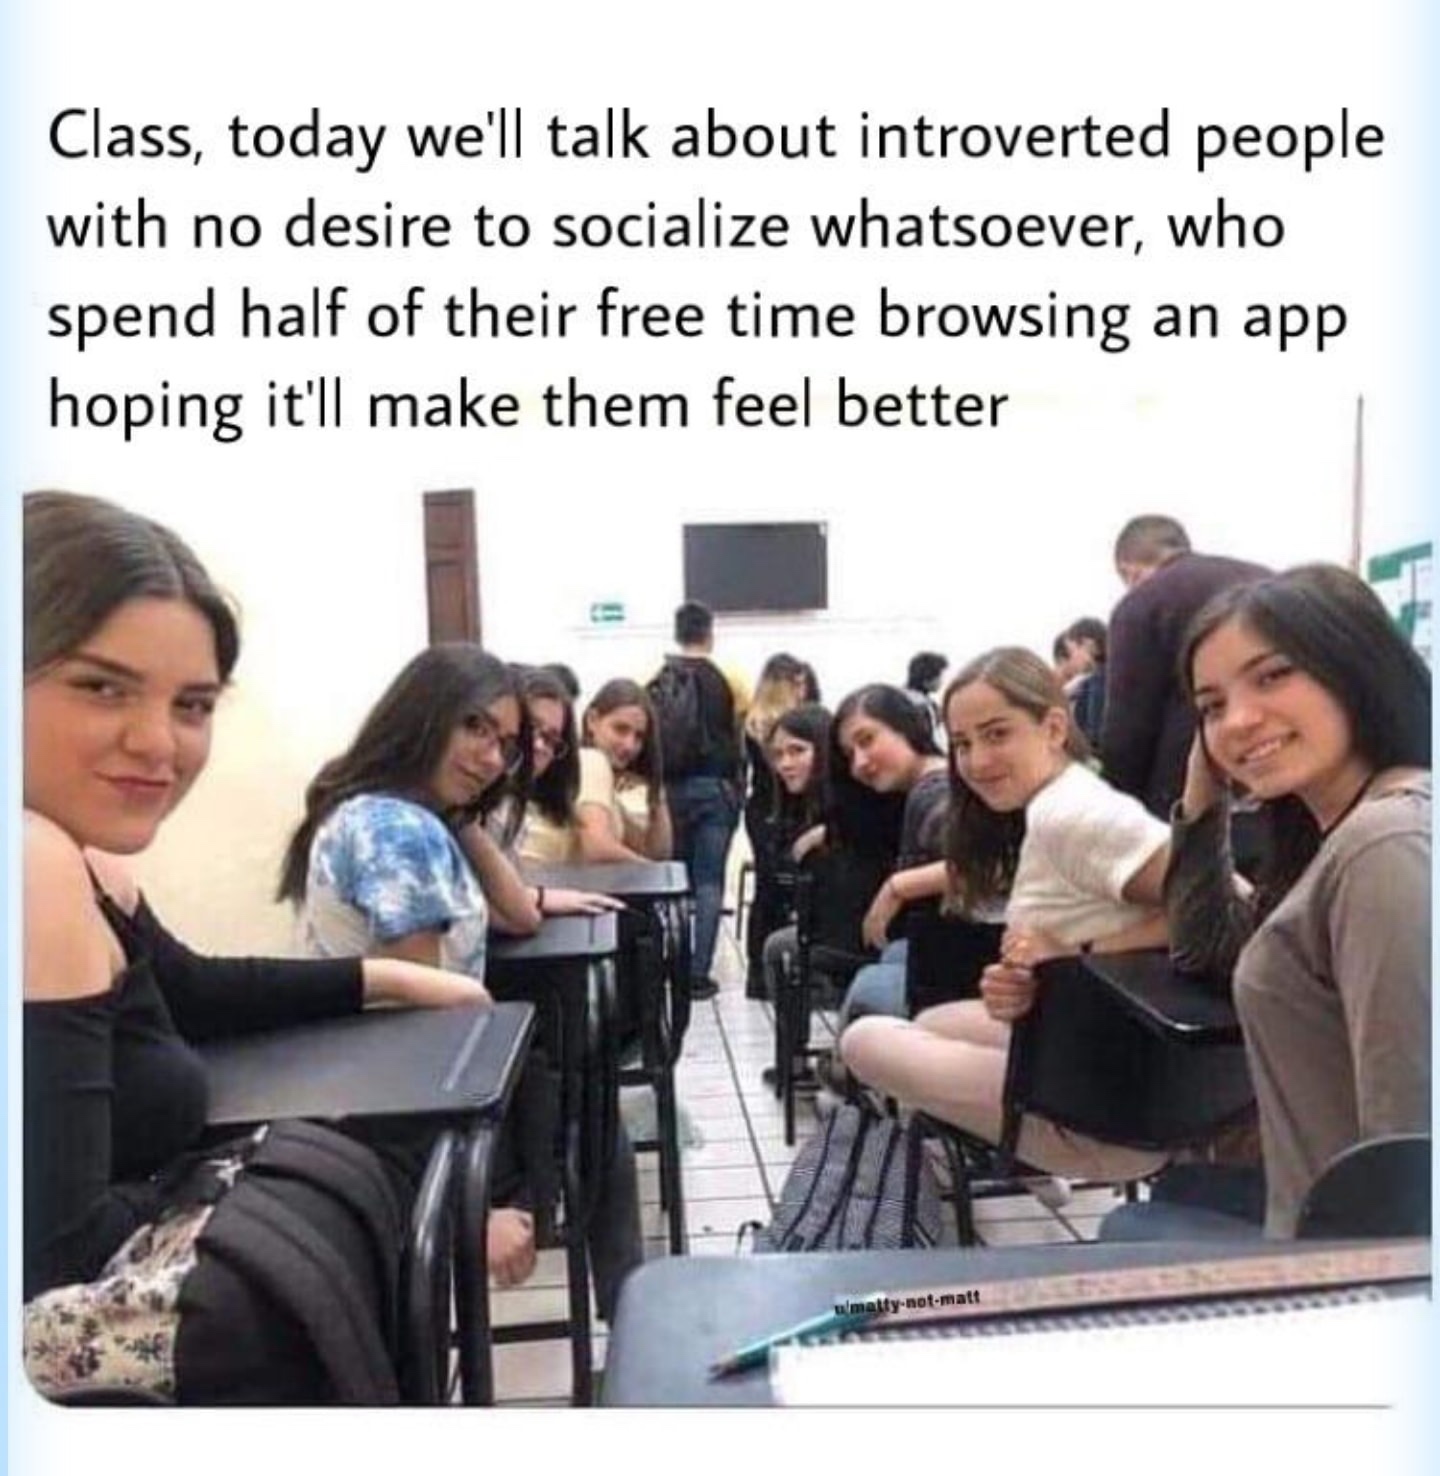 Class, today we'll talk about introverted people
with no desire to socialize whatsoever, who
spend half of their free time browsing an app
hoping it'll make them feel better
u/matty-not-matt